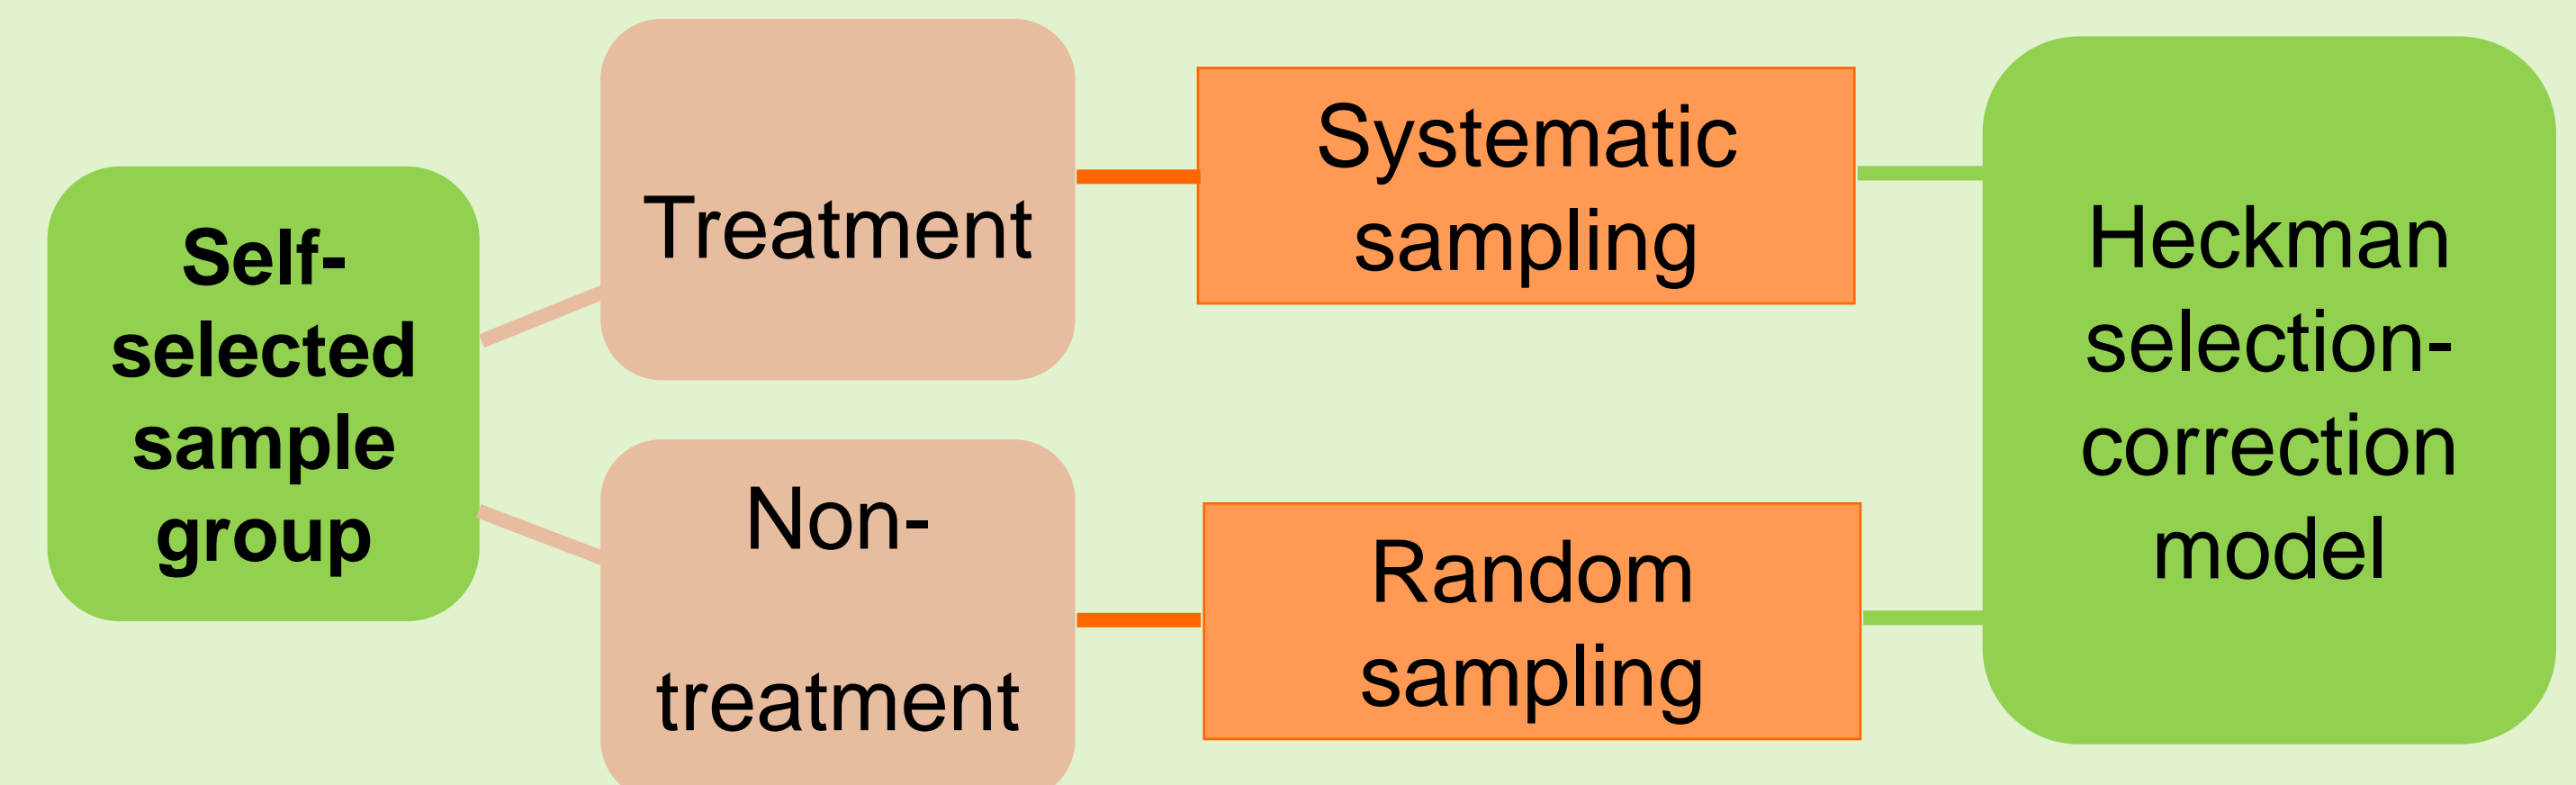 Self-
selected
sample
group
Treatment
Non-
treatment
Systematic
sampling
Random
sampling
Heckman
selection-
correction
model